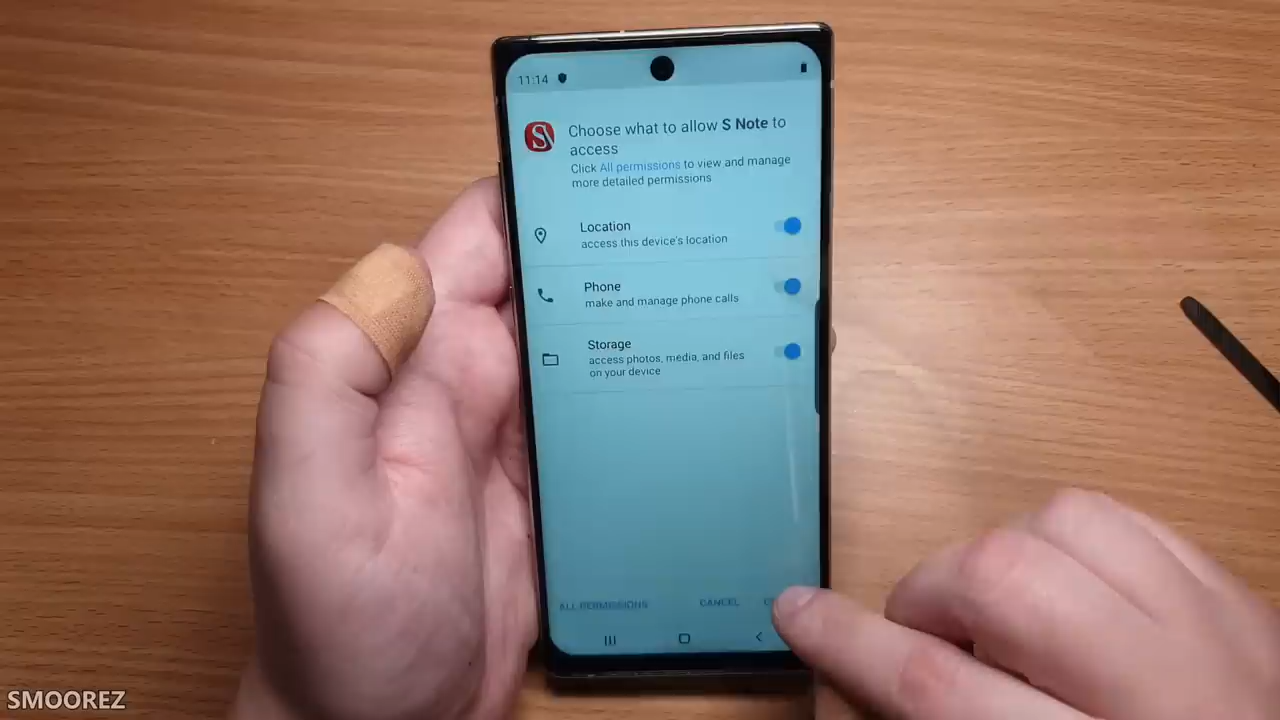 11:14
Choose what to allow S Note to
access
Click All permissions to view and manage
more detailed permissions
Location
access this device's location
Phone
make and manage phone calls
Storage
access photos, media, and files
on your device
ALL PERMISSIONS CANCEL
SMOOREZ